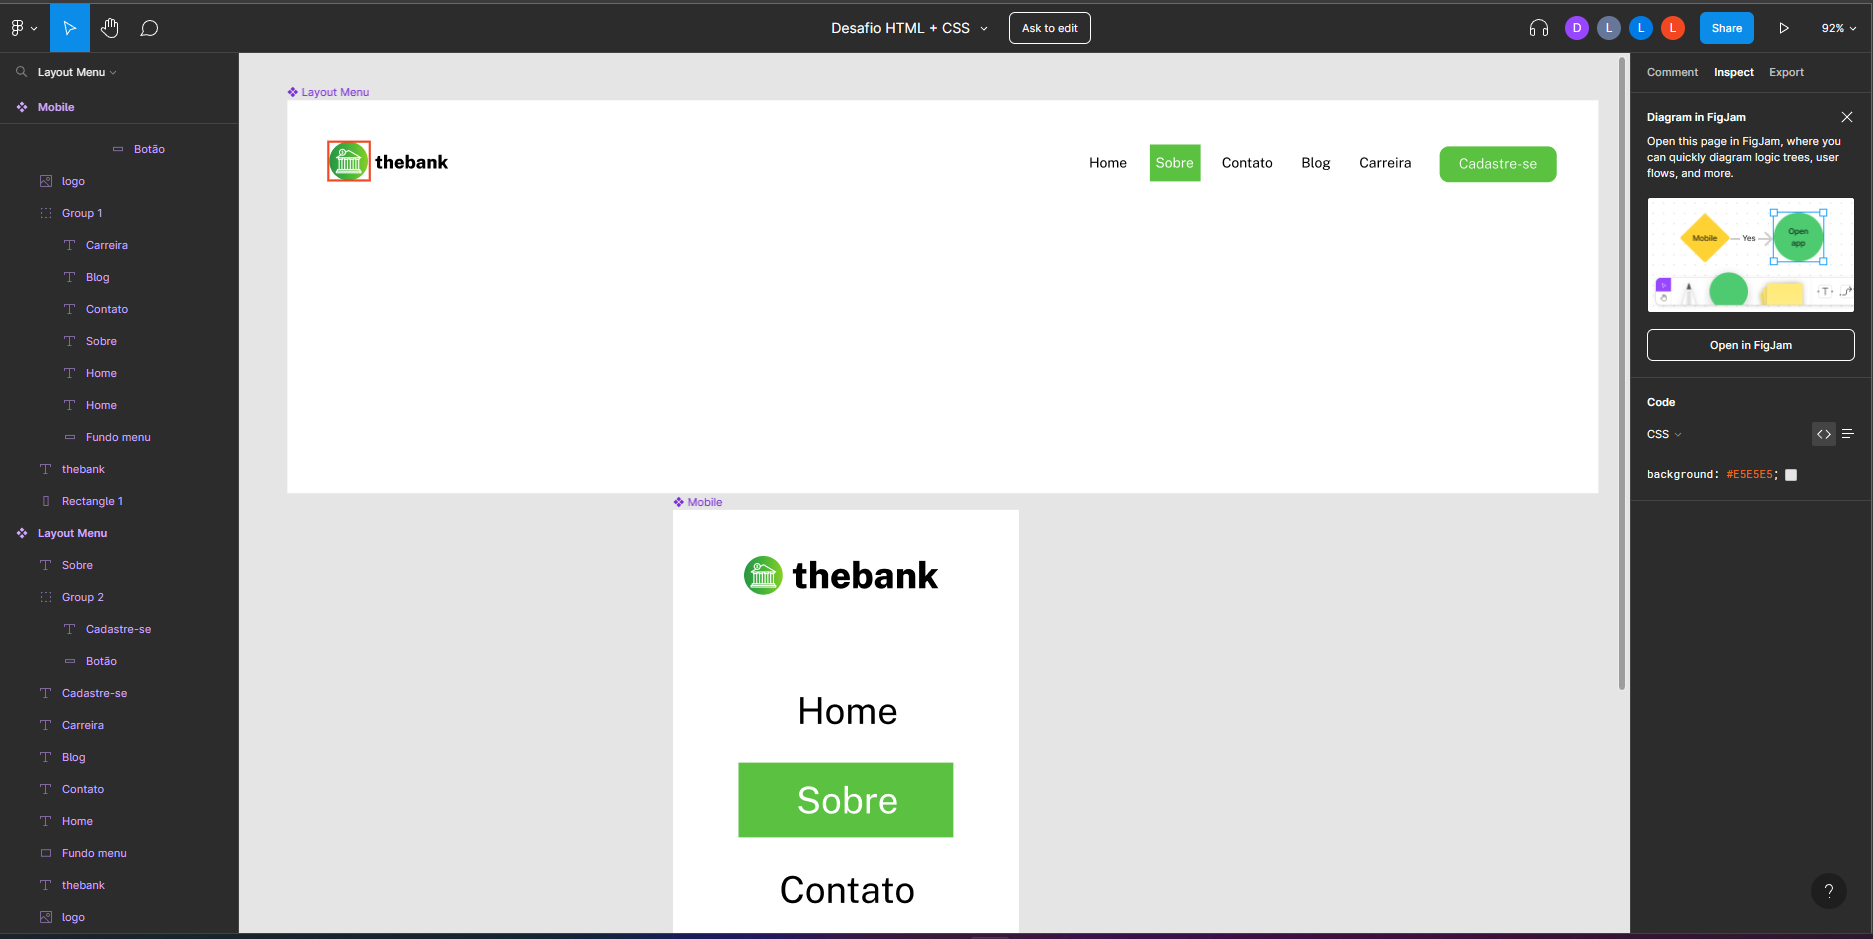 Desafio HTML + CSS
Ask to edit
D
L
L
L
Share
92%
Layout Menu
Mobile
Botão
logo
Group 1
Carreira
Blog
Contato
Sobre
Home
Home
Fundo menu
thebank
Rectangle 1
Layout Menu
Sobre
Group 2
Cadastre-se
Botão
Cadastre-se
Carreira
Blog
Contato
Home
Fundo menu
thebank
logo
Layout Menu
thebank
Home Sobre Contato Blog Carreira Cadastre-se
Mobile
thebank
Home
Sobre
Contato
Comment Inspect Export
Diagram in FigJam
Open this page in FigJam, where you
can quickly diagram logic trees, user
flows, and more.
Mobile
Yes
Open
app
T
Open in FigJam
Code
CSS
background: #E5E5E5;
?